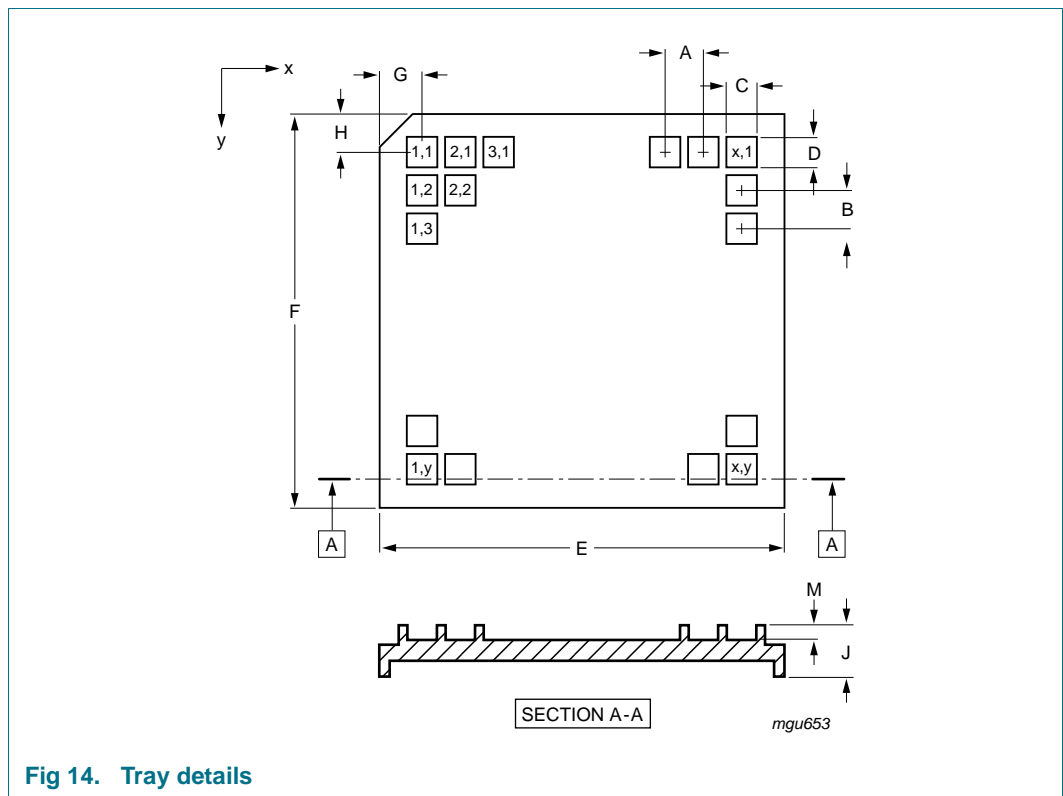 x
y
G
A
C
H
D
B
1,1 2,1 3,1 x,1
1,2 2,2
1,3
F
1,y x,y
A A
E
M
J
SECTION A-A
mgu653
Fig 14. Tray details